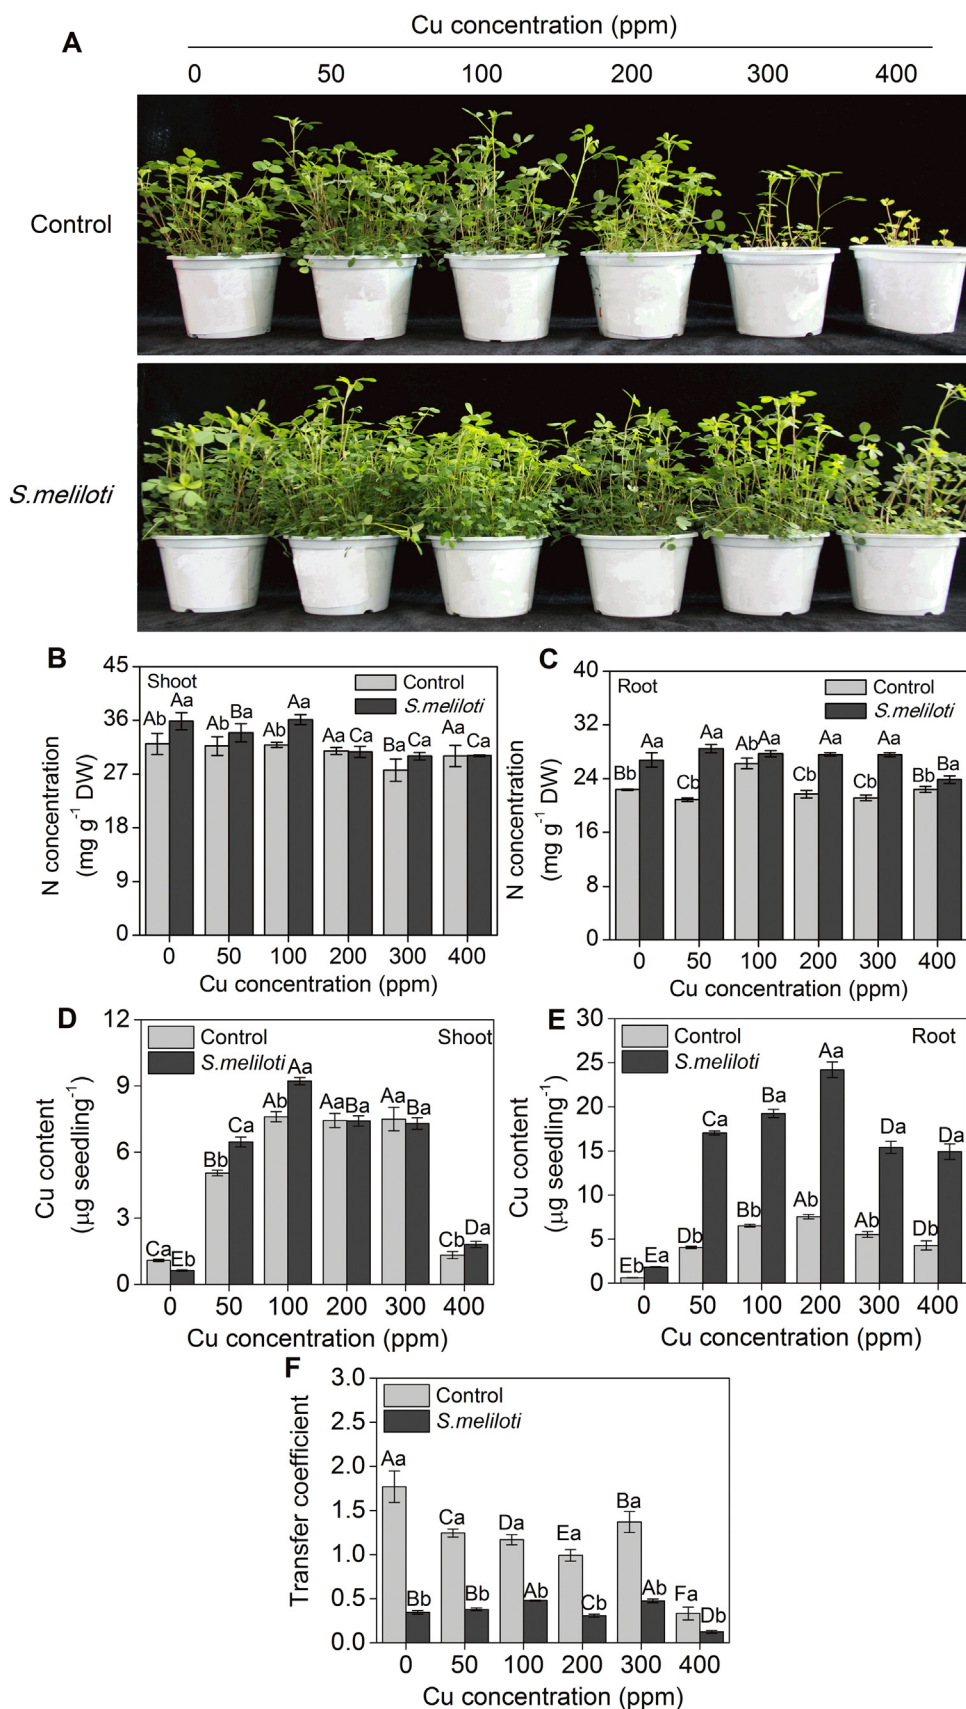 A
Cu concentration (ppm)
0 50 100 200 300 400
Control
S.meliloti
B
Shoot
Control
S.meliloti
N concentration
(mg g⁻¹ DW)
45
36
27
18
9
0
Ab Aa Ab Ba Ab Aa Aa Ca Ba Ca Aa Ca
0 50 100 200 300 400
Cu concentration (ppm)
C
Root
Control
S.meliloti
N concentration
(mg g⁻¹ DW)
40
32
24
16
8
0
Bb Aa Cb Aa Ab Aa Cb Aa Cb Aa Bb Ba
0 50 100 200 300 400
Cu concentration (ppm)
D
Control
S.meliloti
Shoot
Cu content
(μg seedling⁻¹)
12
9
6
3
0
Ca Eb Bb Ca Ab Aa Aa Ba Aa Ba Cb Da
0 50 100 200 300 400
Cu concentration (ppm)
E
Control
S.meliloti
Root
Cu content
(μg seedling⁻¹)
30
25
20
15
10
5
0
Eb Ea Db Ca Bb Ba Ab Aa Ab Da Db Da
0 50 100 200 300 400
Cu concentration (ppm)
F
Control
S.meliloti
Transfer coefficient
3.0
2.5
2.0
1.5
1.0
0.5
0.0
Aa Bb Ca Bb Da Ab Ea Cb Ba Ab Fa Db
0 50 100 200 300 400
Cu concentration (ppm)